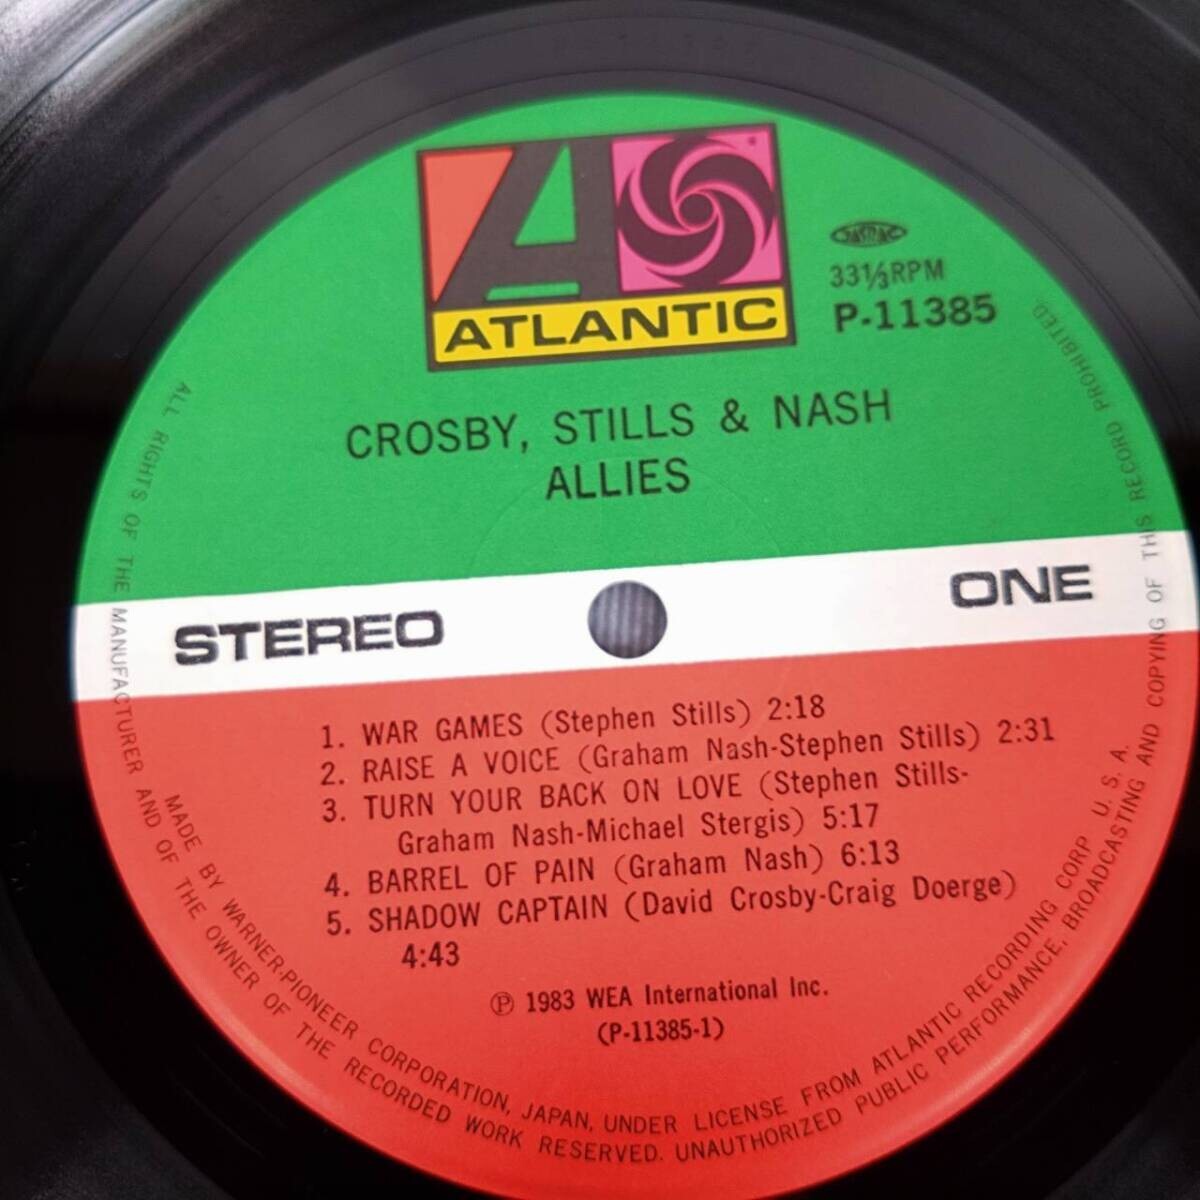 A
ATLANTIC
JASRAC
33⅓RPM
P-11385
CROSBY, STILLS & NASH
ALLIES
STEREO
ONE
1. WAR GAMES (Stephen Stills) 2:18
2. RAISE A VOICE (Graham Nash-Stephen Stills) 2:31
3. TURN YOUR BACK ON LOVE (Stephen Stills-
Graham Nash-Michael Stergis) 5:17
4. BARREL OF PAIN (Graham Nash) 6:13
5. SHADOW CAPTAIN (David Crosby-Craig Doerge)
4:43
℗ 1983 WEA International Inc.
(P-11385-1)
MADE BY WARNER-PIONEER CORPORATION, JAPAN, UNDER LICENSE FROM ATLANTIC RECORDING CORP U. S. A.
ALL RIGHTS OF THE MANUFACTURER AND OF THE OWNER OF THE RECORDED WORK RESERVED. UNAUTHORIZED PUBLIC PERFORMANCE, BROADCASTING AND COPYING OF THIS RECORD PROHIBITED.